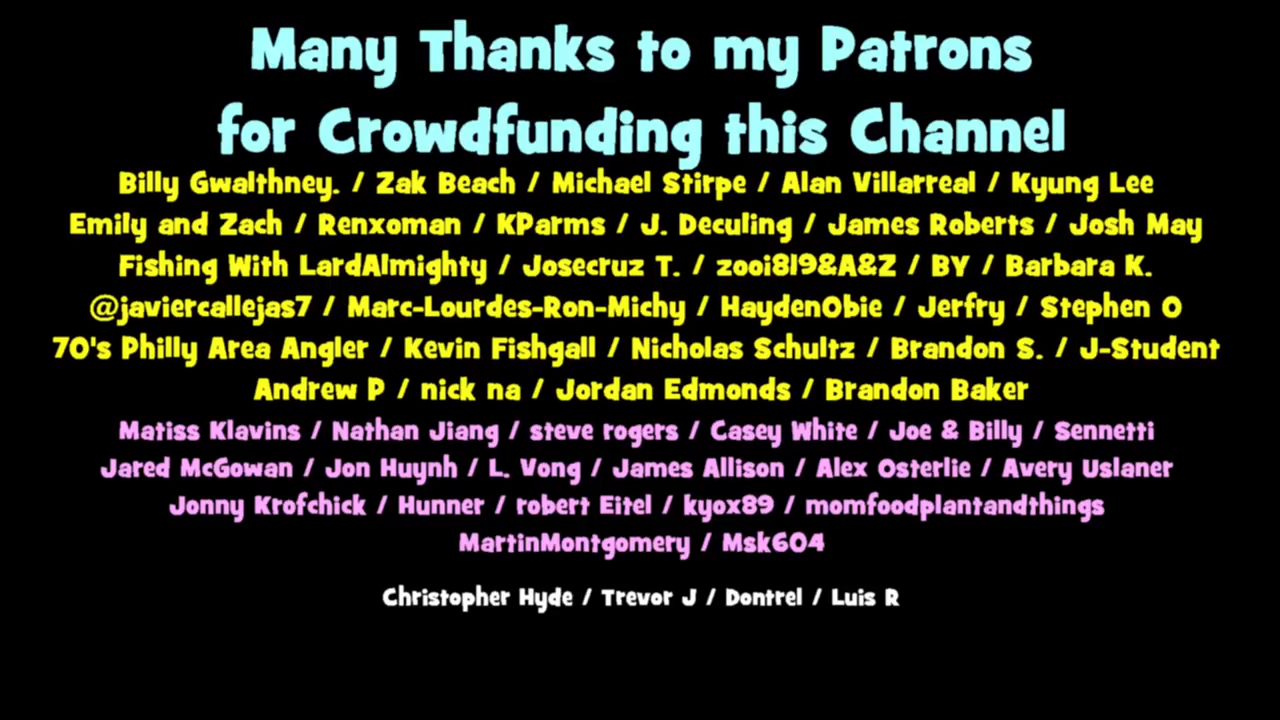 Many Thanks to my Patrons
for Crowdfunding this Channel
Billy Gwalthney. / Zak Beach / Michael Stirpe / Alan Villarreal / Kyung Lee
Emily and Zach / Renxoman / KParms / J. Deculing / James Roberts / Josh May
Fishing With LardAlmighty / Josecruz T. / zooi819&A&Z / BY / Barbara K.
@javiercallejas7 / Marc-Lourdes-Ron-Michy / HaydenObie / Jerfry / Stephen O
70's Philly Area Angler / Kevin Fishgall / Nicholas Schultz / Brandon S. / J-Student
Andrew P / nick na / Jordan Edmonds / Brandon Baker
Matiss Klavins / Nathan Jiang / steve rogers / Casey White / Joe & Billy / Sennetti
Jared McGowan / Jon Huynh / L. Vong / James Allison / Alex Osterlie / Avery Uslaner
Jonny Krofchick / Hunner / robert Eitel / kyox89 / momfoodplantandthings
MartinMontgomery / Msk604
Christopher Hyde / Trevor J / Dontrel / Luis R